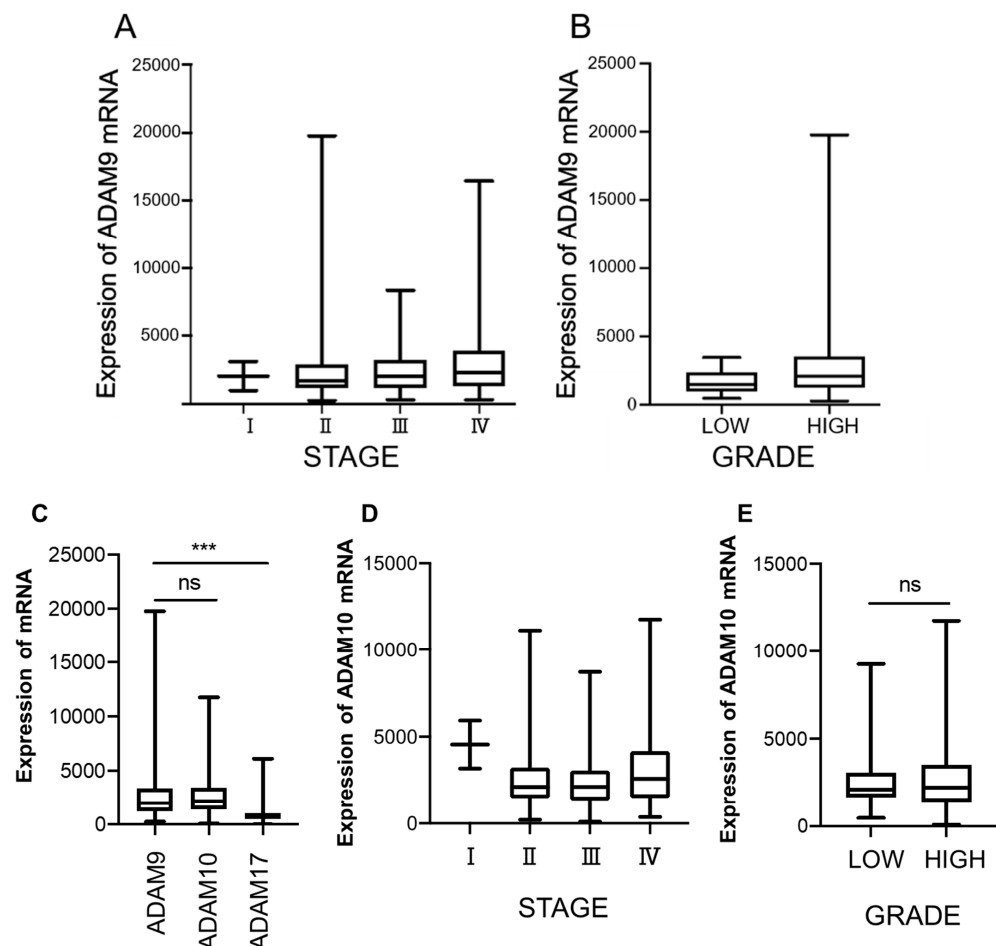 A
Expression of ADAM9 mRNA
25000
20000
15000
10000
5000
I
Ⅱ
Ⅲ
Ⅳ
STAGE
B
Expression of ADAM9 mRNA
25000
20000
15000
10000
5000
0
LOW
HIGH
GRADE
C
Expression of mRNA
25000
20000
15000
10000
5000
0
***
ns
ADAM9
ADAM10
ADAM17
D
Expression of ADAM10 mRNA
15000
10000
5000
0
I
Ⅱ
Ⅲ
Ⅳ
STAGE
E
Expression of ADAM10 mRNA
15000
10000
5000
0
ns
LOW
HIGH
GRADE